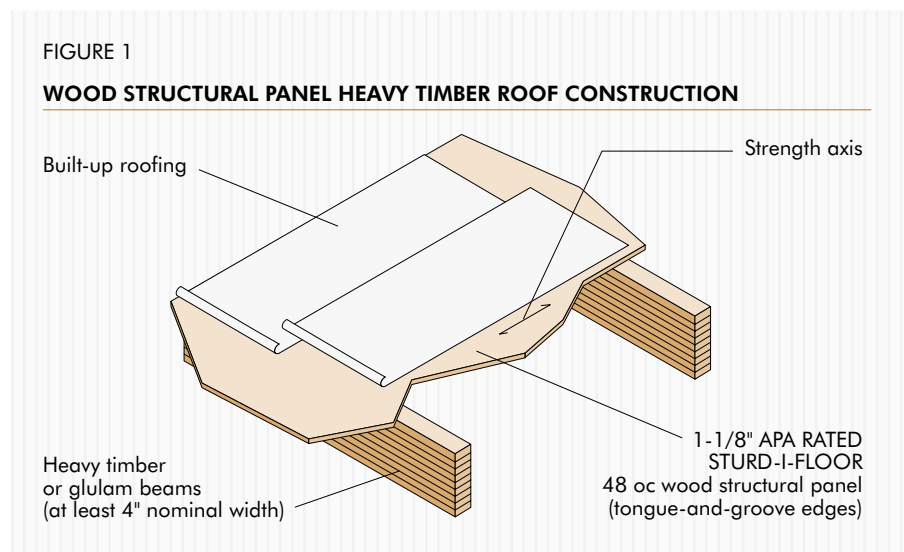 FIGURE 1
WOOD STRUCTURAL PANEL HEAVY TIMBER ROOF CONSTRUCTION
Built-up roofing
Strength axis
Heavy timber
or glulam beams
(at least 4" nominal width)
1-1/8" APA RATED
STURD-I-FLOOR
48 oc wood structural panel
(tongue-and-groove edges)